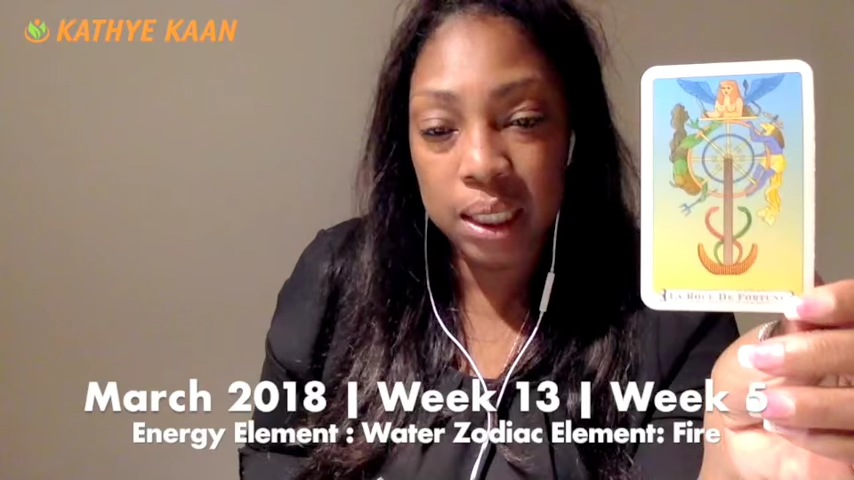 KATHYE KAAN
LA ROUE DE FORTUNE
March 2018 | Week 13 | Week 5
Energy Element : Water Zodiac Element: Fire